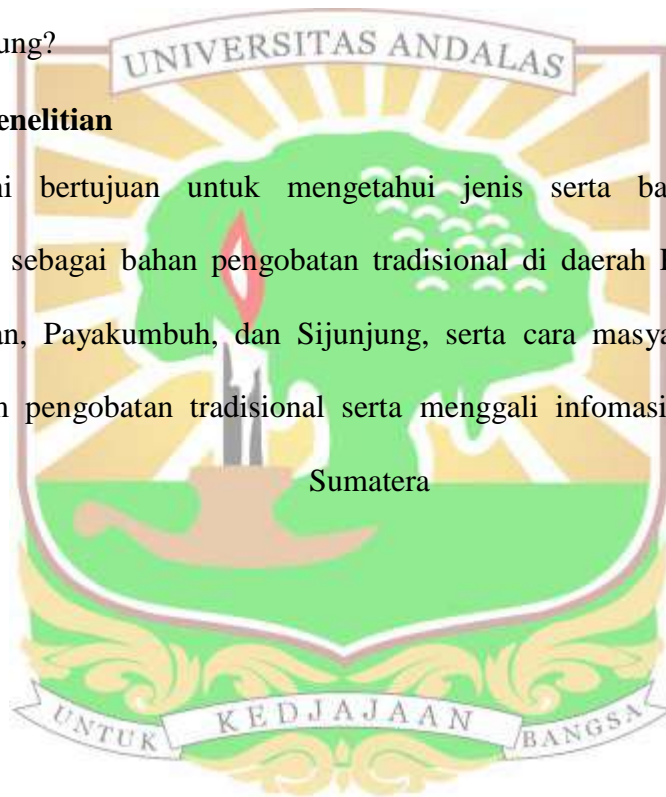 ung?
UNIVERSITAS ANDALAS
enelitian
ni bertujuan untuk mengetahui jenis serta ba
sebagai bahan pengobatan tradisional di daerah
an, Payakumbuh, dan Sijunjung, serta cara masya
n pengobatan tradisional serta menggali infomasi
Sumatera
UNTUK KEDJAJAAN BANGSA